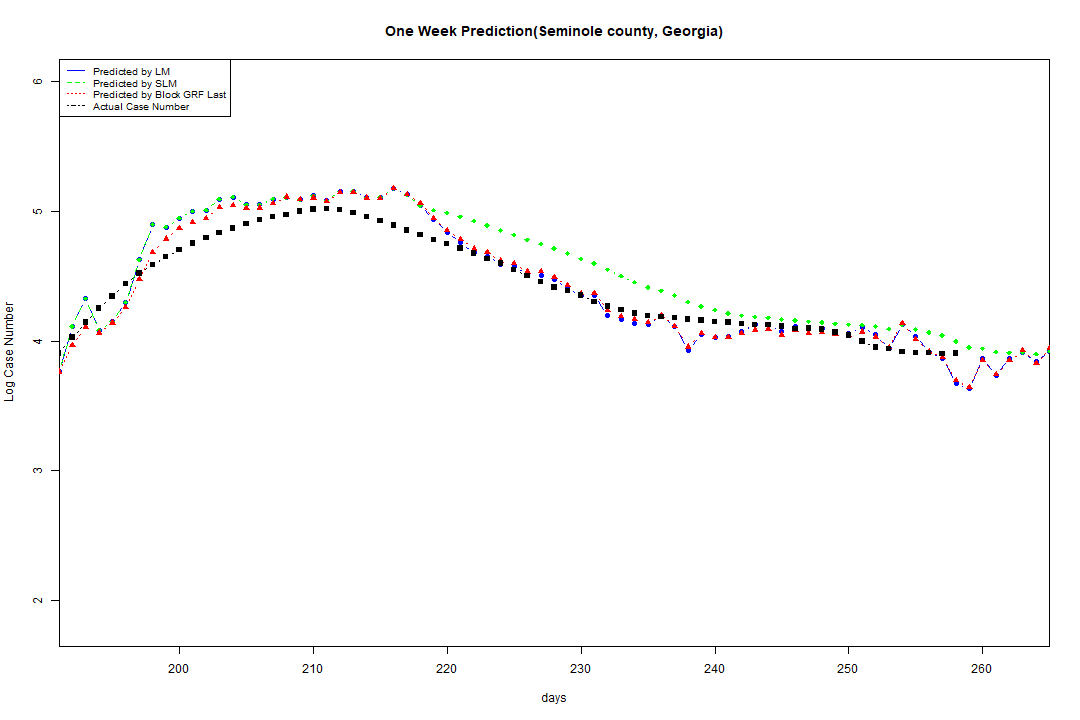 One Week Prediction(Seminole county, Georgia)
Predicted by LM
Predicted by SLM
Predicted by Block GRF Last
Actual Case Number
6
5
4
3
2
Log Case Number
200 210 220 230 240 250 260
days